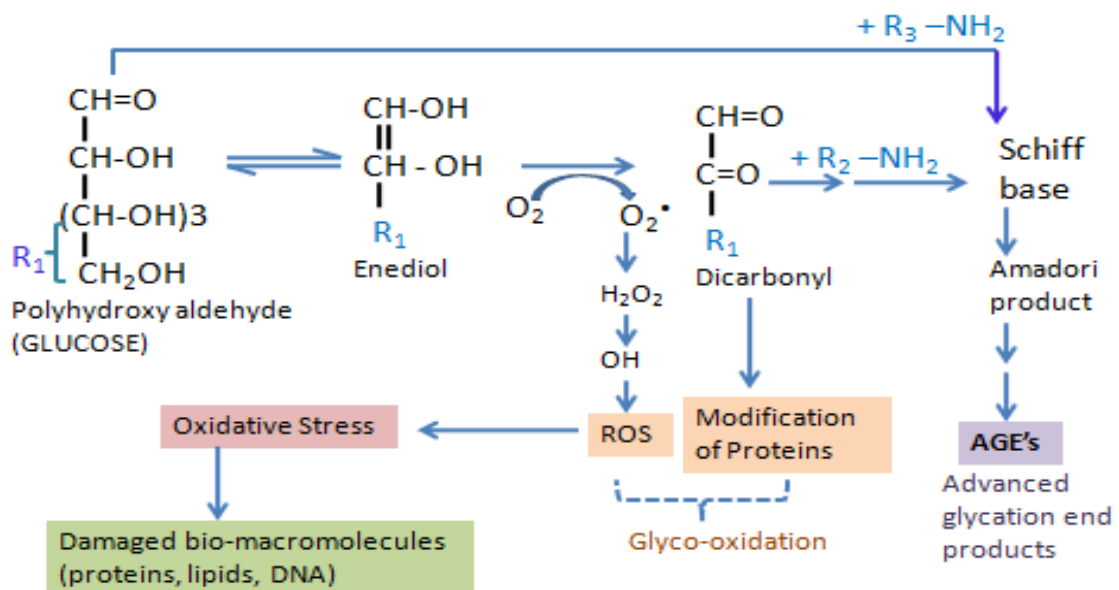 + R₃ –NH₂
CH=O
CH-OH
(CH-OH)3
R₁
CH₂OH
Polyhydroxy aldehyde
(GLUCOSE)
CH-OH
CH - OH
R₁
Enediol
O₂
O₂•
H₂O₂
OH
ROS
CH=O
C=O
R₁
Dicarbonyl
+ R₂ –NH₂
Schiff
base
Amadori
product
AGE's
Advanced
glycation end
products
Modification
of Proteins
Glyco-oxidation
Oxidative Stress
Damaged bio-macromolecules
(proteins, lipids, DNA)